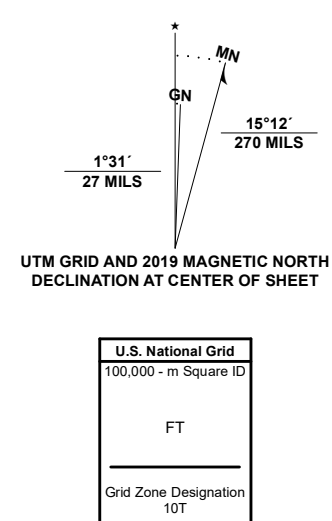 ★
MN
GN
15°12´
270 MILS
1°31´
27 MILS
UTM GRID AND 2019 MAGNETIC NORTH
DECLINATION AT CENTER OF SHEET
U.S. National Grid
100,000 - m Square ID
FT
Grid Zone Designation
10T